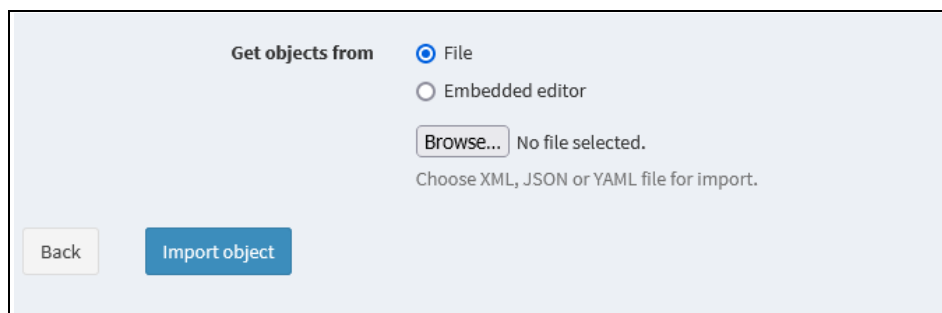 Get objects from File
Embedded editor
Browse... No file selected.
Choose XML, JSON or YAML file for import.
Back Import object